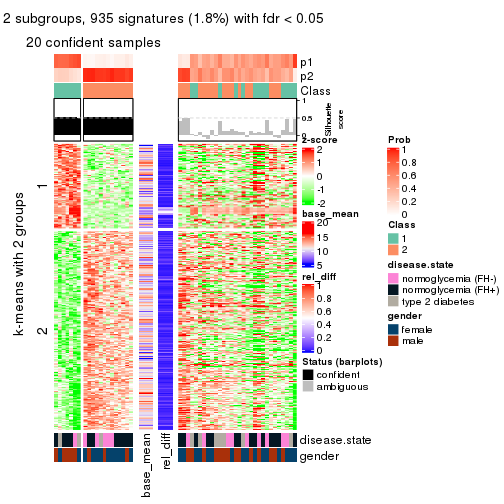 2 subgroups, 935 signatures (1.8%) with fdr < 0.05
20 confident samples
p1
p2
Class
1
0.5
0
Silhouette
score
k-means with 2 groups
1
2
base_mean
rel_diff
disease.state
gender
z-score
2
1
0
-1
-2
base_mean
20
15
10
5
rel_diff
1
0.8
0.6
0.4
0.2
0
Status (barplots)
confident
ambiguous
Prob
1
0.8
0.6
0.4
0.2
0
Class
1
2
disease.state
normoglycemia (FH-)
normoglycemia (FH+)
type 2 diabetes
gender
female
male